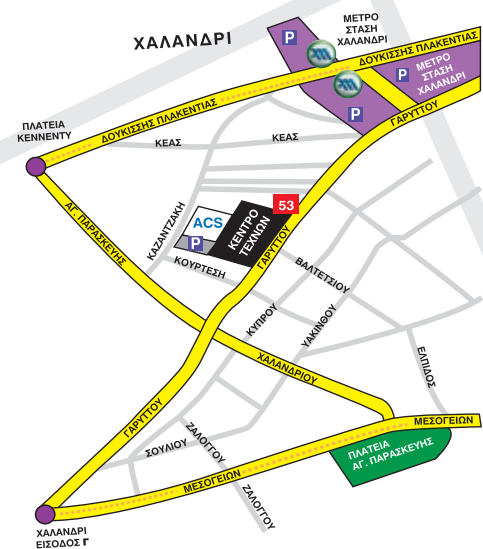 ΧΑΛΑΝΔΡΙ
ΜΕΤΡΟ
ΣΤΑΣΗ
ΧΑΛΑΝΔΡΙ
P
ΔΟΥΚΙΣΣΗΣ ΠΛΑΚΕΝΤΙΑΣ
ΜΕΤΡΟ
ΣΤΑΣΗ
ΧΑΛΑΝΔΡΙ
P
P
ΓΑΡΥΤΤΟΥ
ΠΛΑΤΕΙΑ
ΚΕΝΝΕΝΤΥ
ΔΟΥΚΙΣΣΗΣ ΠΛΑΚΕΝΤΙΑΣ
ΚΕΑΣ
ΚΕΑΣ
ΑΓ. ΠΑΡΑΣΚΕΥΗΣ
ΚΑΖΑΝΤΖΑΚΗ
53
ACS
P
ΚΕΝΤΡΟ
ΤΕΧΝΩΝ
ΓΑΡΥΤΤΟΥ
ΚΟΥΡΤΕΣΗ
ΒΑΛΤΕΤΣΙΟΥ
ΚΥΠΡΟΥ
ΥΑΚΙΝΘΟΥ
ΕΛΠΙΔΟΣ
ΧΑΛΑΝΔΡΙΟΥ
ΓΑΡΥΤΤΟΥ
ΖΑΛΟΓΓΟΥ
ΣΟΥΛΙΟΥ
ΜΕΣΟΓΕΙΩΝ
ΠΛΑΤΕΙΑ
ΑΓ. ΠΑΡΑΣΚΕΥΗΣ
ΜΕΣΟΓΕΙΩΝ
ΖΑΛΟΓΓΟΥ
ΧΑΛΑΝΔΡΙ
ΕΙΣΟΔΟΣ Γ